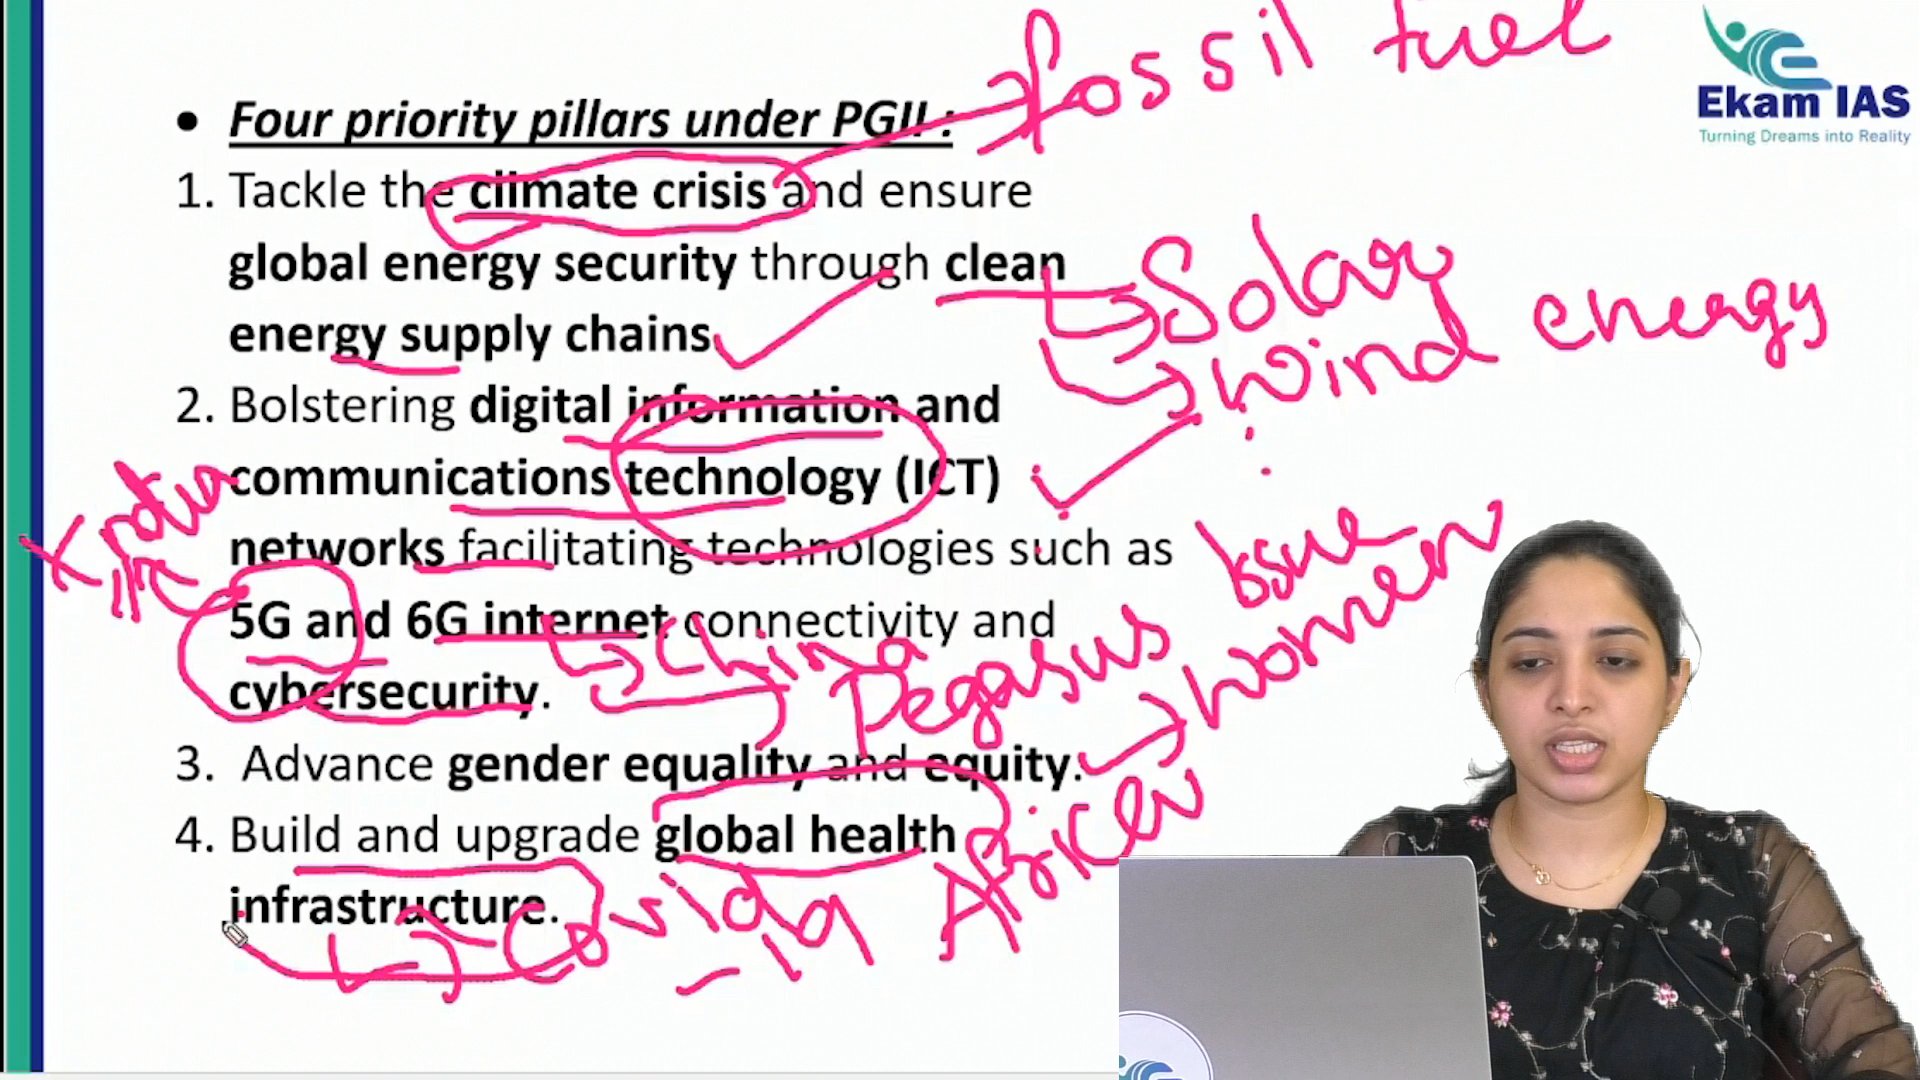 fossil fuel
Ekam IAS
Turning Dreams into Reality
• Four priority pillars under PGII :
1. Tackle the climate crisis and ensure
global energy security through clean
energy supply chains.
Solar
Wind energy
2. Bolstering digital information and
communications technology (ICT)
networks facilitating technologies such as
5G and 6G internet connectivity and
cybersecurity.
India
China
Pegasus Issue
3. Advance gender equality and equity.
women
4. Build and upgrade global health
infrastructure.
Covid
-19
Africa